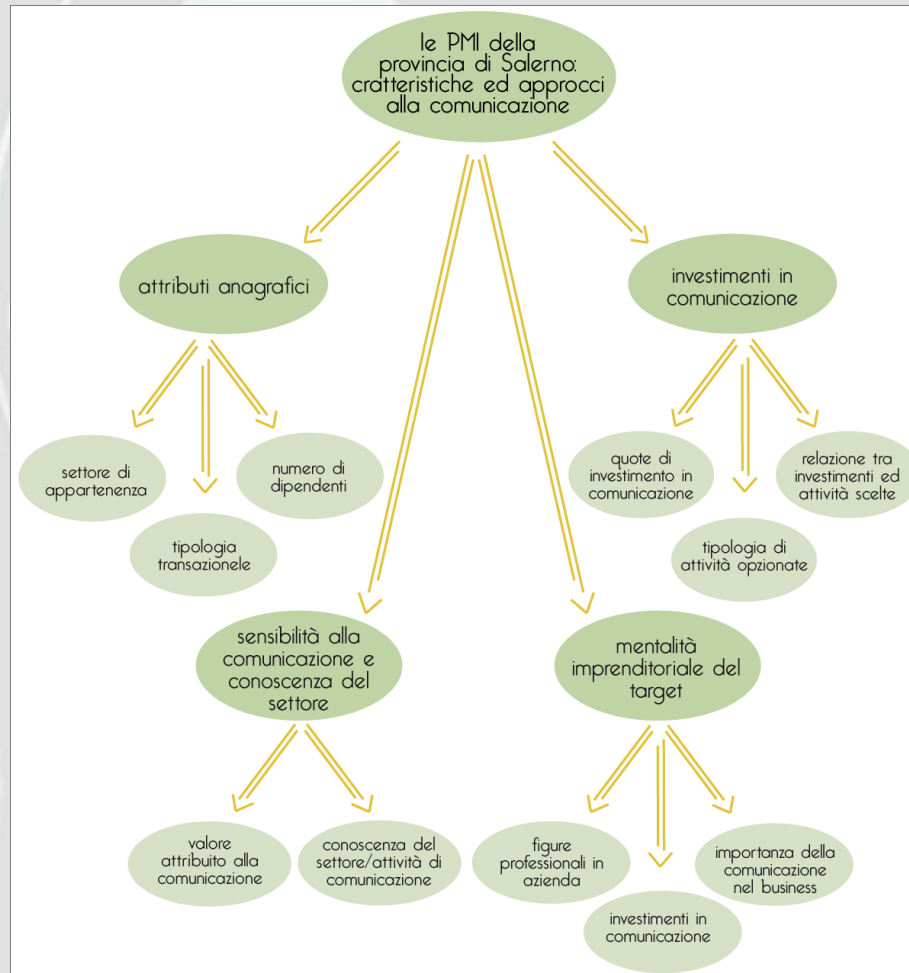 le PMI della
provincia di Salerno:
cratteristiche ed approcci
alla comunicazione
attributi anagrafici
investimenti in
comunicazione
settore di
appartenenza
tipologia
transazionele
numero di
dipendenti
quote di
investimento in
comunicazione
tipologia di
attività opzionate
relazione tra
investimenti ed
attività scelte
sensibilità alla
comunicazione e
conoscenza del
settore
mentalità
imprenditoriale del
target
valore
attribuito alla
comunicazione
conoscenza del
settore/attività di
comunicazione
figure
professionali in
azienda
investimenti in
comunicazione
importanza della
comunicazione
nel business